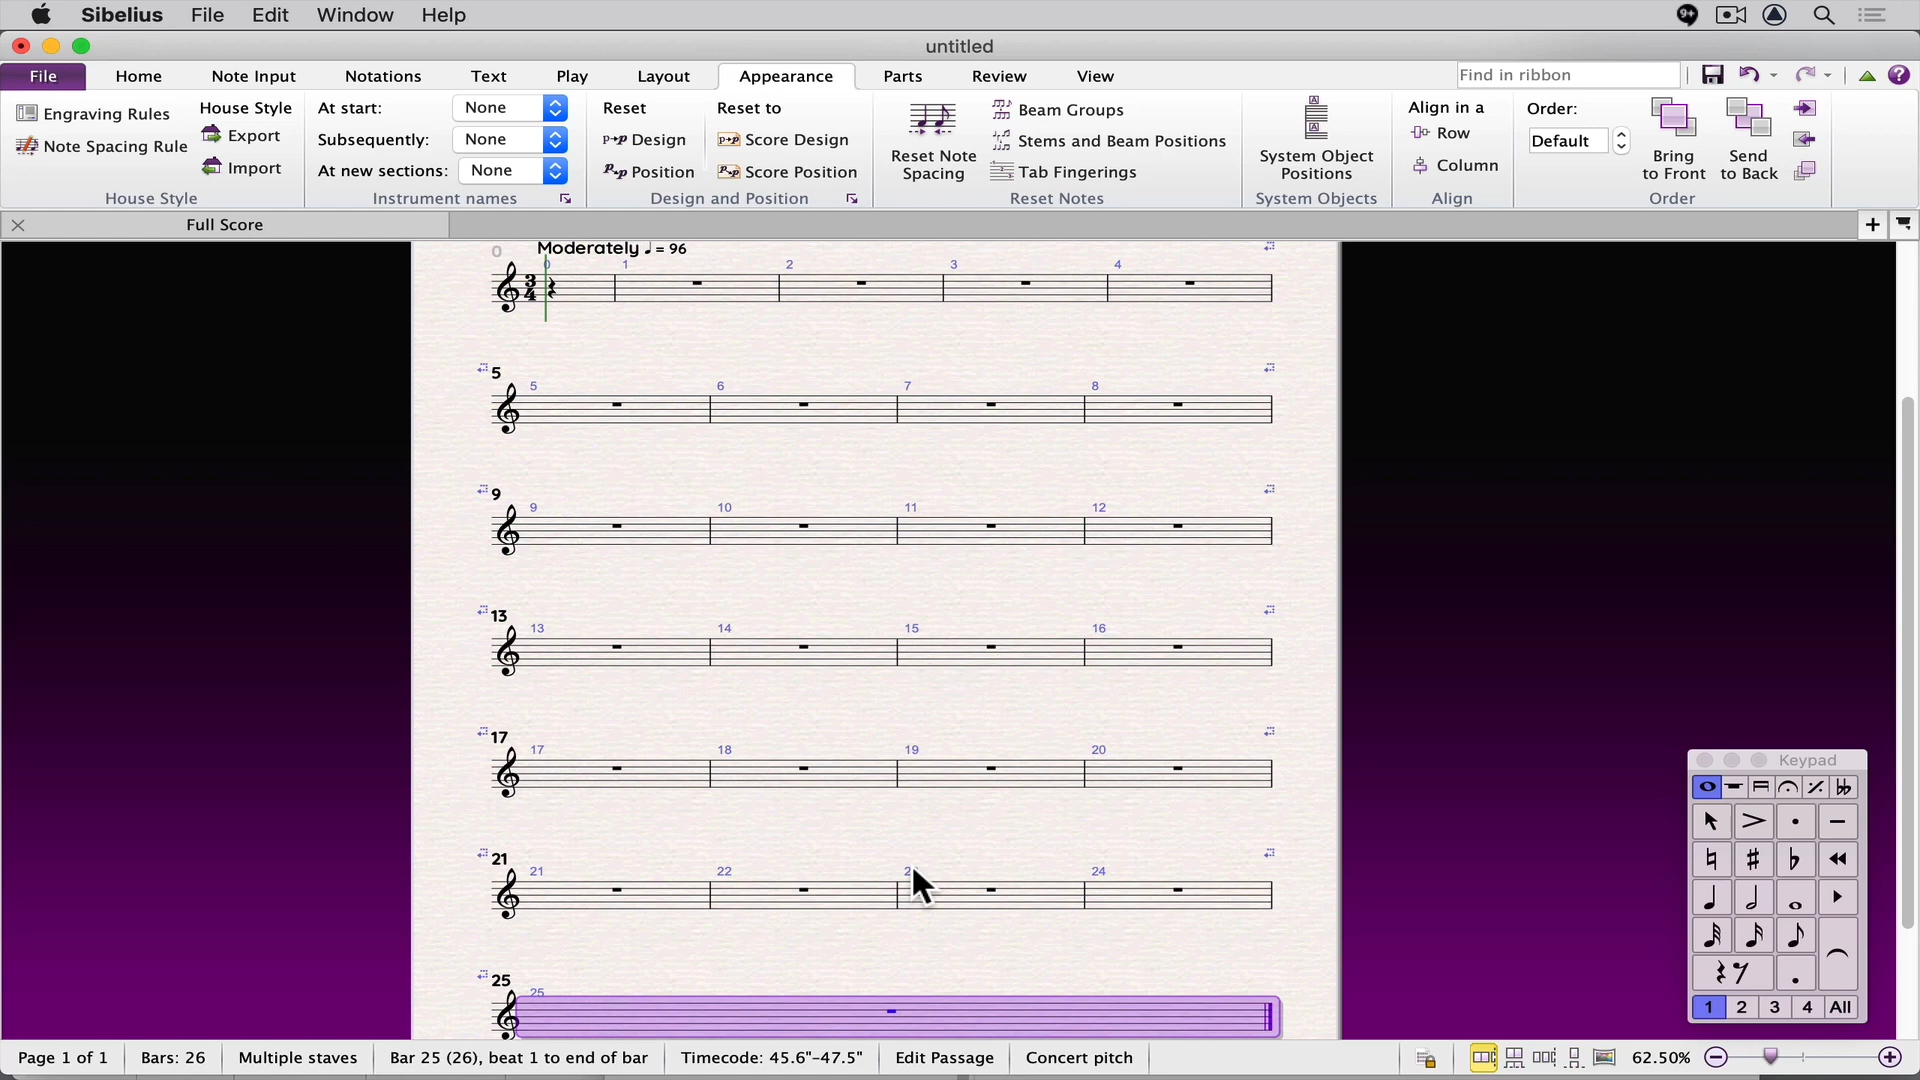 Sibelius File Edit Window Help
9+
untitled
File Home Note Input Notations Text Play Layout Appearance Parts Review View
Find in ribbon
Engraving Rules
Note Spacing Rule
House Style
Export
Import
House Style
At start: None
Subsequently: None
At new sections: None
Instrument names
Reset
Design
Position
Reset to
Score Design
Score Position
Design and Position
Reset Note
Spacing
Beam Groups
Stems and Beam Positions
Tab Fingerings
Reset Notes
System Object
Positions
System Objects
Align in a
Row
Column
Align
Order:
Default
Bring
to Front
Send
to Back
Order
Full Score
0 Moderately = 96
0 1 2 3 4
3
4
5
5 6 7 8
9
9 10 11 12
13
13 14 15 16
17
17 18 19 20
21
21 22 24
25
25
Keypad
1 2 3 4 All
Page 1 of 1 Bars: 26 Multiple staves Bar 25 (26), beat 1 to end of bar Timecode: 45.6"-47.5" Edit Passage Concert pitch 62.50%